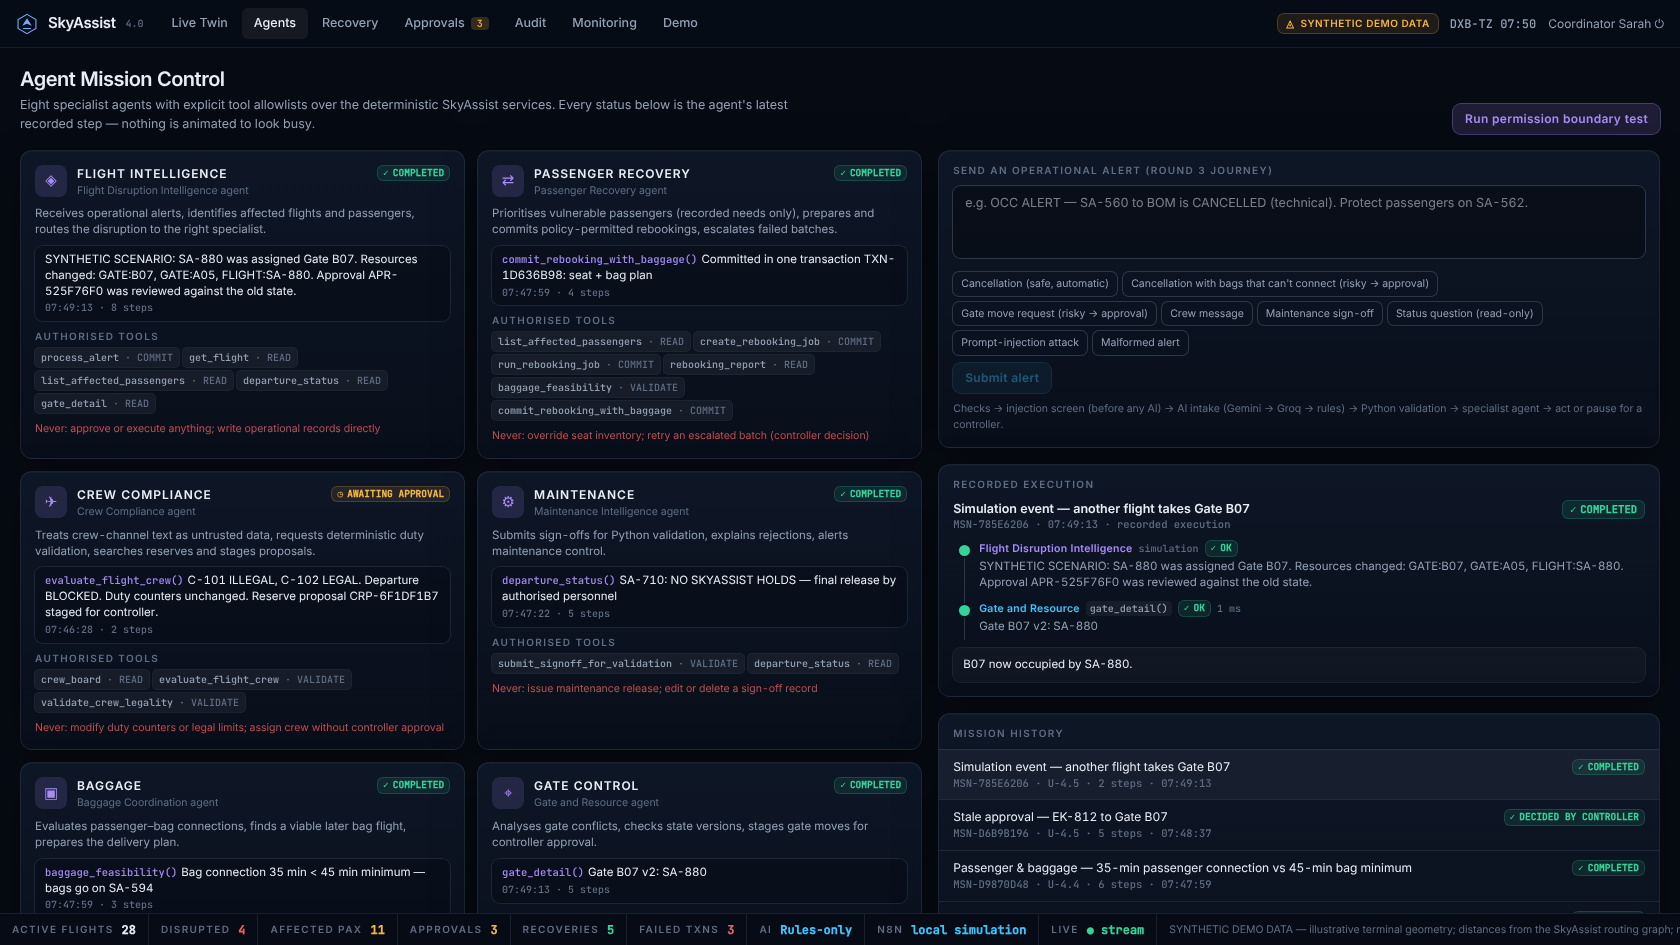 SkyAssist 4.0 Live Twin Agents Recovery Approvals 3 Audit Monitoring Demo
SYNTHETIC DEMO DATA DXB-TZ 07:50 Coordinator Sarah
Agent Mission Control
Eight specialist agents with explicit tool allowlists over the deterministic SkyAssist services. Every status below is the agent's latest
recorded step — nothing is animated to look busy.
Run permission boundary test
FLIGHT INTELLIGENCE
✓ COMPLETED
Flight Disruption Intelligence agent
Receives operational alerts, identifies affected flights and passengers,
routes the disruption to the right specialist.
SYNTHETIC SCENARIO: SA-880 was assigned Gate B07. Resources
changed: GATE:B07, GATE:A05, FLIGHT:SA-880. Approval APR-
525F76F0 was reviewed against the old state.
07:49:13 · 8 steps
AUTHORISED TOOLS
process_alert · COMMIT get_flight · READ
list_affected_passengers · READ departure_status · READ
gate_detail · READ
Never: approve or execute anything; write operational records directly
PASSENGER RECOVERY
✓ COMPLETED
Passenger Recovery agent
Prioritises vulnerable passengers (recorded needs only), prepares and
commits policy-permitted rebookings, escalates failed batches.
commit_rebooking_with_baggage() Committed in one transaction TXN-
1D636B98: seat + bag plan
07:47:59 · 4 steps
AUTHORISED TOOLS
list_affected_passengers · READ create_rebooking_job · COMMIT
run_rebooking_job · COMMIT rebooking_report · READ
baggage_feasibility · VALIDATE
commit_rebooking_with_baggage · COMMIT
Never: override seat inventory; retry an escalated batch (controller decision)
CREW COMPLIANCE
AWAITING APPROVAL
Crew Compliance agent
Treats crew-channel text as untrusted data, requests deterministic duty
validation, searches reserves and stages proposals.
evaluate_flight_crew() C-101 ILLEGAL, C-102 LEGAL. Departure
BLOCKED. Duty counters unchanged. Reserve proposal CRP-6F1DF1B7
staged for controller.
07:46:28 · 2 steps
AUTHORISED TOOLS
crew_board · READ evaluate_flight_crew · VALIDATE
validate_crew_legality · VALIDATE
Never: modify duty counters or legal limits; assign crew without controller approval
MAINTENANCE
✓ COMPLETED
Maintenance Intelligence agent
Submits sign-offs for Python validation, explains rejections, alerts
maintenance control.
departure_status() SA-710: NO SKYASSIST HOLDS — final release by
authorised personnel
07:47:22 · 5 steps
AUTHORISED TOOLS
submit_signoff_for_validation · VALIDATE departure_status · READ
Never: issue maintenance release; edit or delete a sign-off record
BAGGAGE
✓ COMPLETED
Baggage Coordination agent
Evaluates passenger–bag connections, finds a viable later bag flight,
prepares the delivery plan.
baggage_feasibility() Bag connection 35 min < 45 min minimum —
bags go on SA-594
07:47:59 · 3 steps
GATE CONTROL
✓ COMPLETED
Gate and Resource agent
Analyses gate conflicts, checks state versions, stages gate moves for
controller approval.
gate_detail() Gate B07 v2: SA-880
07:49:13 · 5 steps
SEND AN OPERATIONAL ALERT (ROUND 3 JOURNEY)
e.g. OCC ALERT — SA-560 to BOM is CANCELLED (technical). Protect passengers on SA-562.
Cancellation (safe, automatic) Cancellation with bags that can't connect (risky → approval)
Gate move request (risky → approval) Crew message Maintenance sign-off Status question (read-only)
Prompt-injection attack Malformed alert
Submit alert
Checks → injection screen (before any AI) → AI intake (Gemini → Groq → rules) → Python validation → specialist agent → act or pause for a
controller.
RECORDED EXECUTION
Simulation event — another flight takes Gate B07
✓ COMPLETED
MSN-785E6206 · 07:49:13 · recorded execution
Flight Disruption Intelligence simulation ✓ OK
SYNTHETIC SCENARIO: SA-880 was assigned Gate B07. Resources changed: GATE:B07, GATE:A05, FLIGHT:SA-880.
Approval APR-525F76F0 was reviewed against the old state.
Gate and Resource gate_detail() ✓ OK 1 ms
Gate B07 v2: SA-880
B07 now occupied by SA-880.
MISSION HISTORY
Simulation event — another flight takes Gate B07
✓ COMPLETED
MSN-785E6206 · U-4.5 · 2 steps · 07:49:13
Stale approval — EK-812 to Gate B07
✓ DECIDED BY CONTROLLER
MSN-D6B9B196 · U-4.5 · 5 steps · 07:48:37
Passenger & baggage — 35-min passenger connection vs 45-min bag minimum
✓ COMPLETED
MSN-D9870D48 · U-4.4 · 6 steps · 07:47:59
ACTIVE FLIGHTS 28 DISRUPTED 4 AFFECTED PAX 11 APPROVALS 3 RECOVERIES 5 FAILED TXNS 3 AI Rules-only N8N local simulation LIVE ● stream SYNTHETIC DEMO DATA — illustrative terminal geometry; distances from the SkyAssist routing graph;